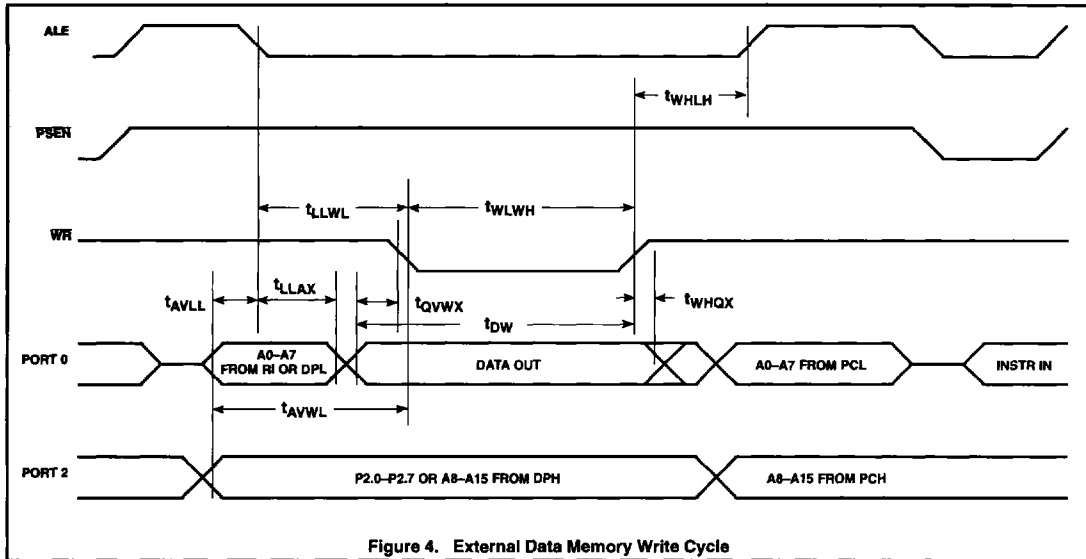 ALE
tWHLH
PSEN
tLLWL
tWLWH
WR
tAVLL
tLLAX
tQVWX
tWHQX
tDW
PORT 0
A0–A7
FROM RI OR DPL
DATA OUT
A0–A7 FROM PCL
INSTR IN
tAVWL
PORT 2
P2.0–P2.7 OR A8–A15 FROM DPH
A8–A15 FROM PCH
Figure 4. External Data Memory Write Cycle